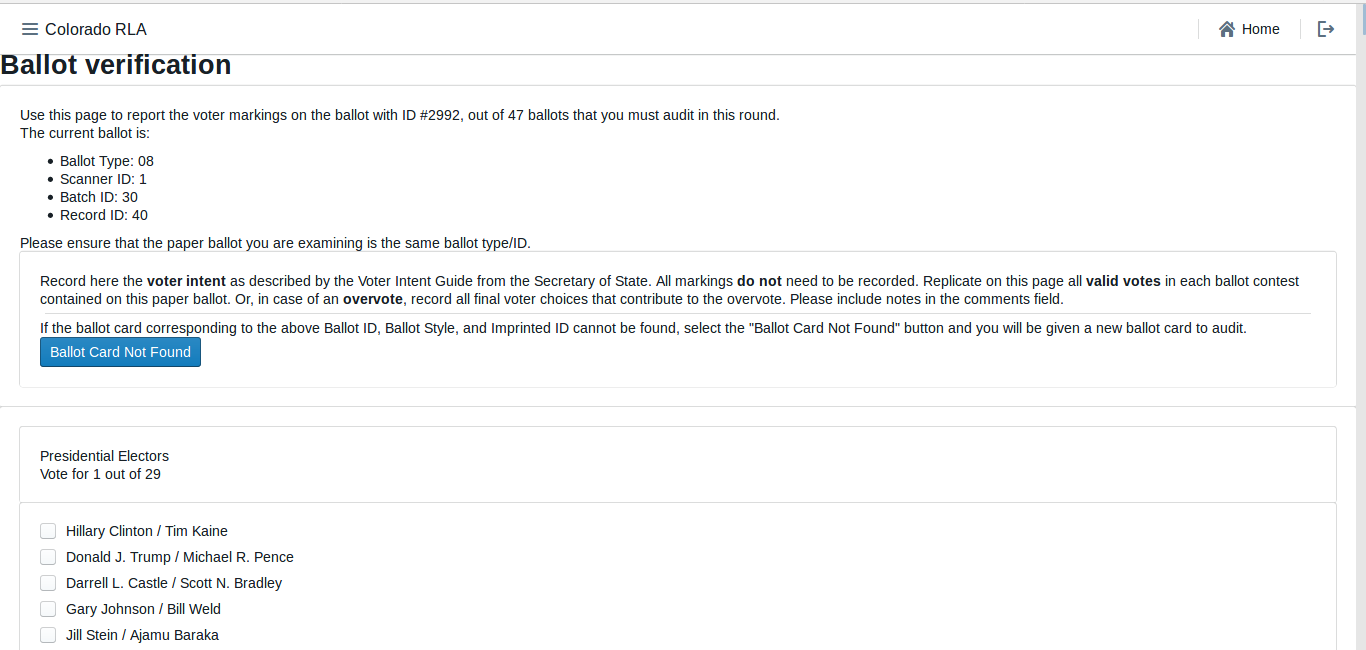 Colorado RLA
Home
Ballot verification
Use this page to report the voter markings on the ballot with ID #2992, out of 47 ballots that you must audit in this round.
The current ballot is:
Ballot Type: 08
Scanner ID: 1
Batch ID: 30
Record ID: 40
Please ensure that the paper ballot you are examining is the same ballot type/ID.
Record here the voter intent as described by the Voter Intent Guide from the Secretary of State. All markings do not need to be recorded. Replicate on this page all valid votes in each ballot contest
contained on this paper ballot. Or, in case of an overvote, record all final voter choices that contribute to the overvote. Please include notes in the comments field.
If the ballot card corresponding to the above Ballot ID, Ballot Style, and Imprinted ID cannot be found, select the "Ballot Card Not Found" button and you will be given a new ballot card to audit.
Ballot Card Not Found
Presidential Electors
Vote for 1 out of 29
Hillary Clinton / Tim Kaine
Donald J. Trump / Michael R. Pence
Darrell L. Castle / Scott N. Bradley
Gary Johnson / Bill Weld
Jill Stein / Ajamu Baraka